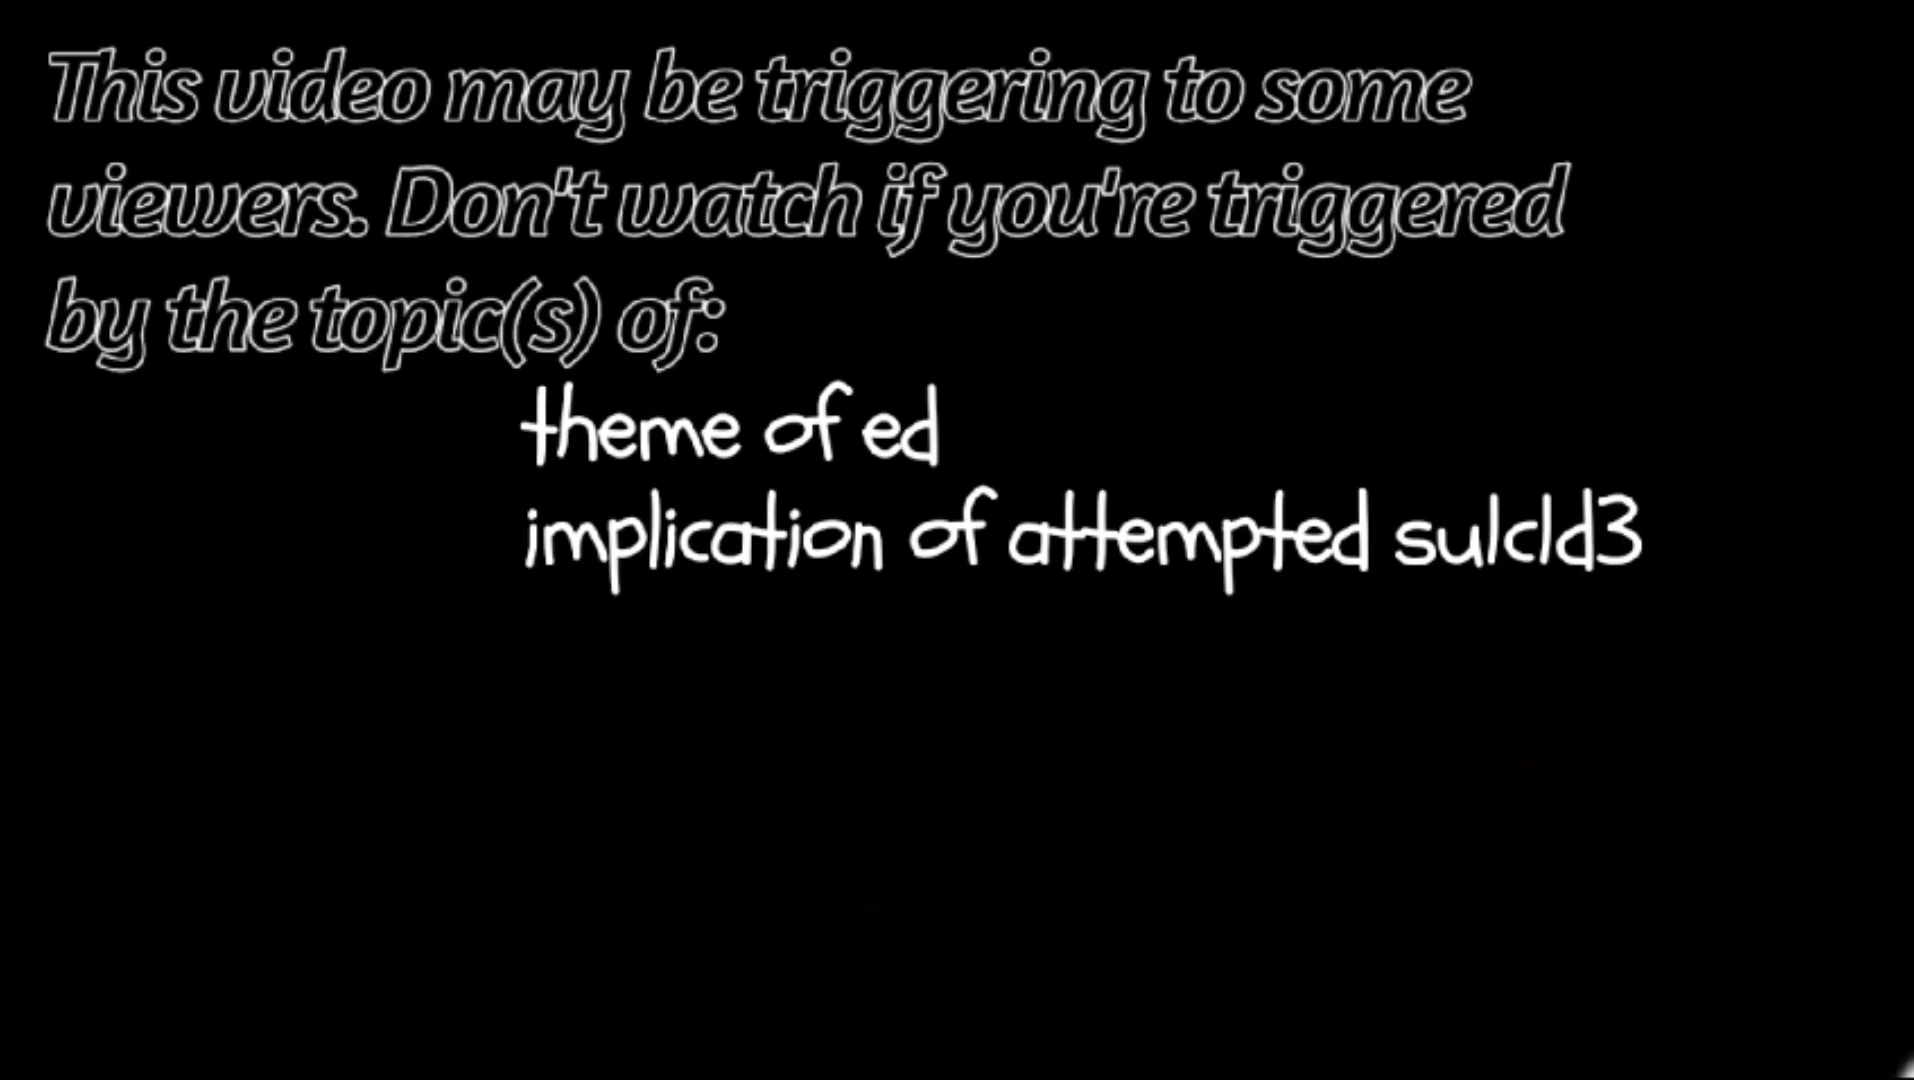 This video may be triggering to some
viewers. Don't watch if you're triggered
by the topic(s) of:
theme of ed
implication of attempted suIcId3